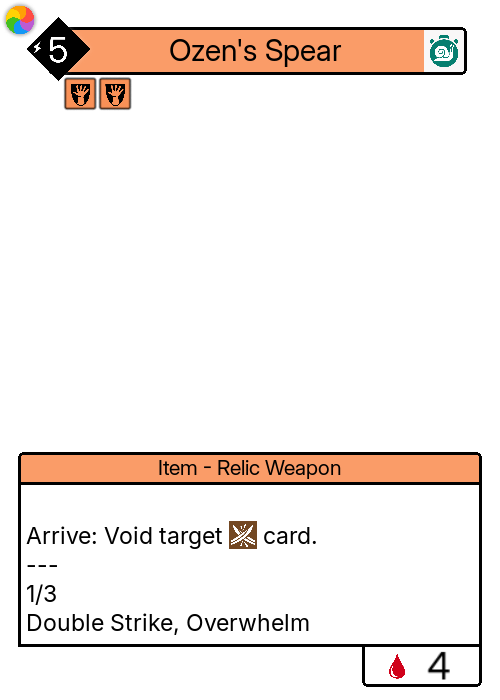 5
Ozen's Spear
Item - Relic Weapon
Arrive: Void target card.
---
1/3
Double Strike, Overwhelm
4